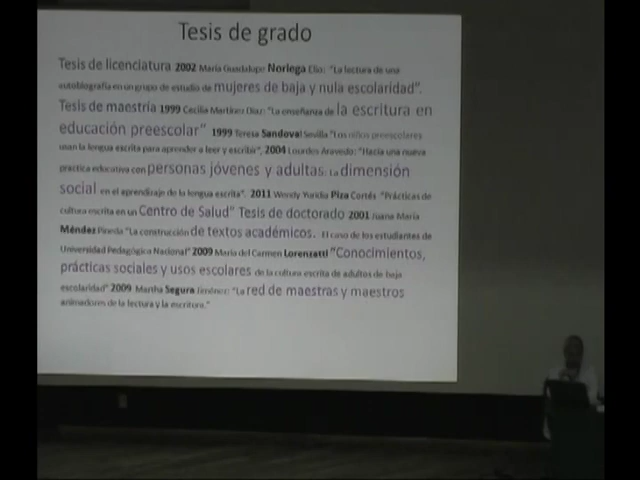 Tesis de grado
Tesis de licenciatura 2002 María Guadalupe Noriega Elio: "La lectura de una
autobiografía en un grupo de estudio de mujeres de baja y nula escolaridad".
Tesis de maestría 1999 Cecilia Martínez Díaz: "La enseñanza de la escritura en
educación preescolar" 1999 Teresa Sandoval Sevilla "Los niños preescolares
usan la lengua escrita para aprender a leer y escribir", 2004 Lourdes Aravedo: "Hacia una nueva
practica educativa con personas jóvenes y adultas. La dimensión
social en el aprendizaje de la lengua escrita". 2011 Wendy Yuridia Piza Cortés "Prácticas de
cultura escrita en un Centro de Salud" Tesis de doctorado 2001 Juana María
Méndez Pineda "La construcción de textos académicos. El caso de los estudiantes de
Universidad Pedagógica Nacional" 2009 María del Carmen Lorenzatti "Conocimientos,
prácticas sociales y usos escolares de la cultura escrita de adultos de baja
escolaridad" 2009 Martha Segura Jiménez: "La red de maestras y maestros
animadores de la lectura y la escritura."